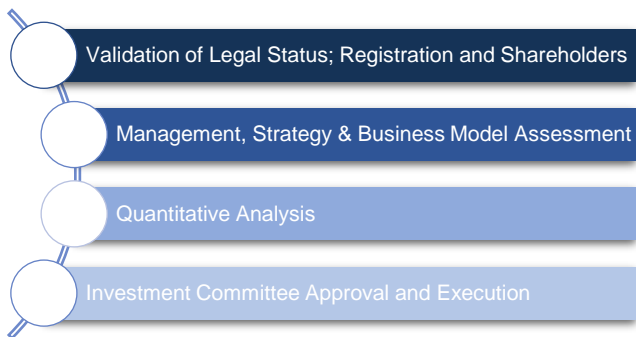 Validation of Legal Status; Registration and Shareholders
Management, Strategy & Business Model Assessment
Quantitative Analysis
Investment Committee Approval and Execution